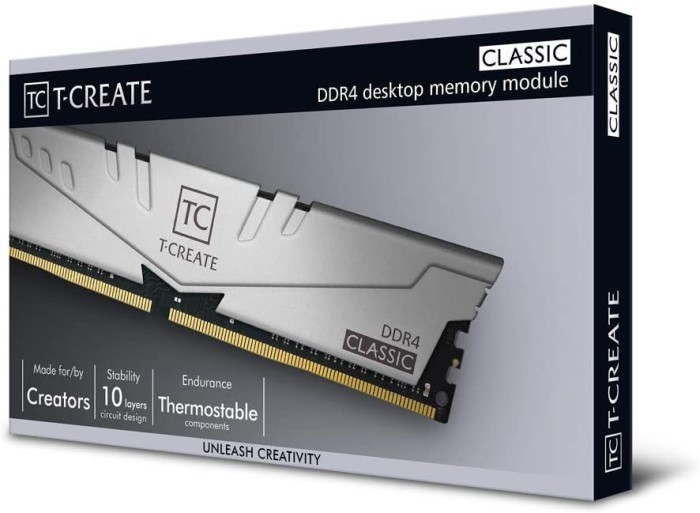 TC T-CREATE
CLASSIC
DDR4 desktop memory module
TC
T-CREATE
DDR4
CLASSIC
Made for/by
Creators
Stability
10 layers
circuit design
Endurance
Thermostable
components
UNLEASH CREATIVITY
CLASSIC
TC T-CREATE